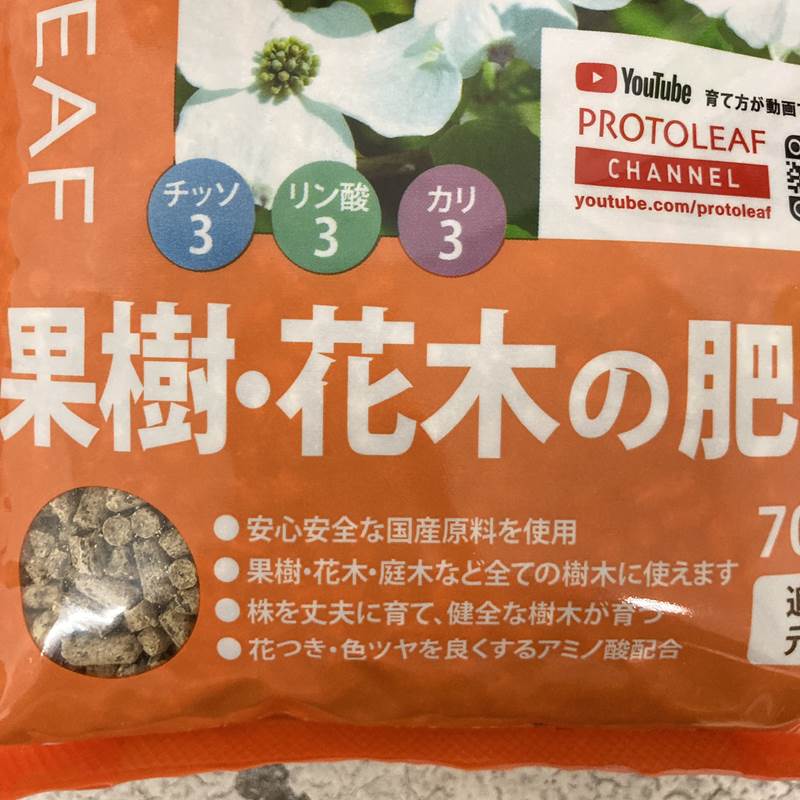 EAF
YouTube 育て方が動画
PROTOLEAF
CHANNEL
youtube.com/protoleaf
チッソ
3
リン酸
3
カリ
3
果樹・花木の肥
●安心安全な国産原料を使用
●果樹・花木・庭木など全ての樹木に使えます
●株を丈夫に育て、健全な樹木が育つ
●花つき・色ツヤを良くするアミノ酸配合
70
元